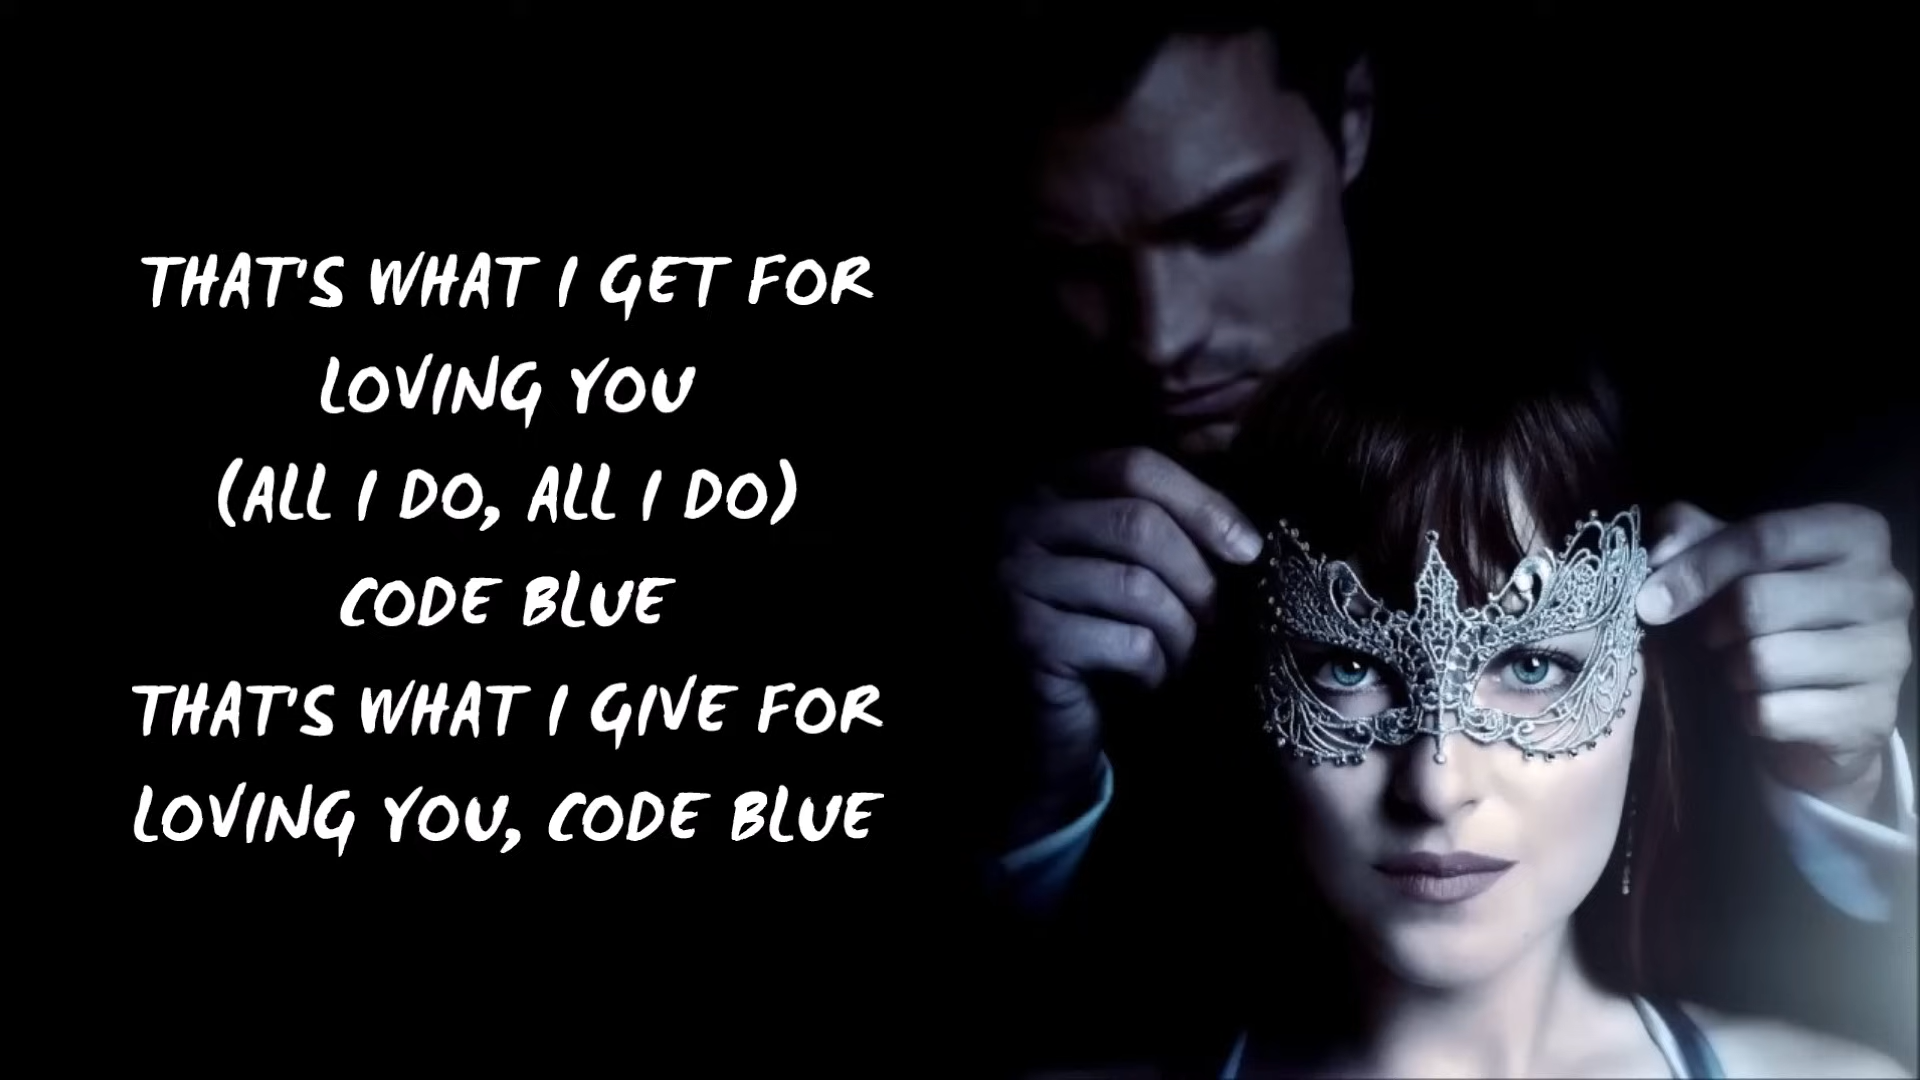 THAT'S WHAT I GET FOR
LOVING YOU
(ALL I DO, ALL I DO)
CODE BLUE
THAT'S WHAT I GIVE FOR
LOVING YOU, CODE BLUE